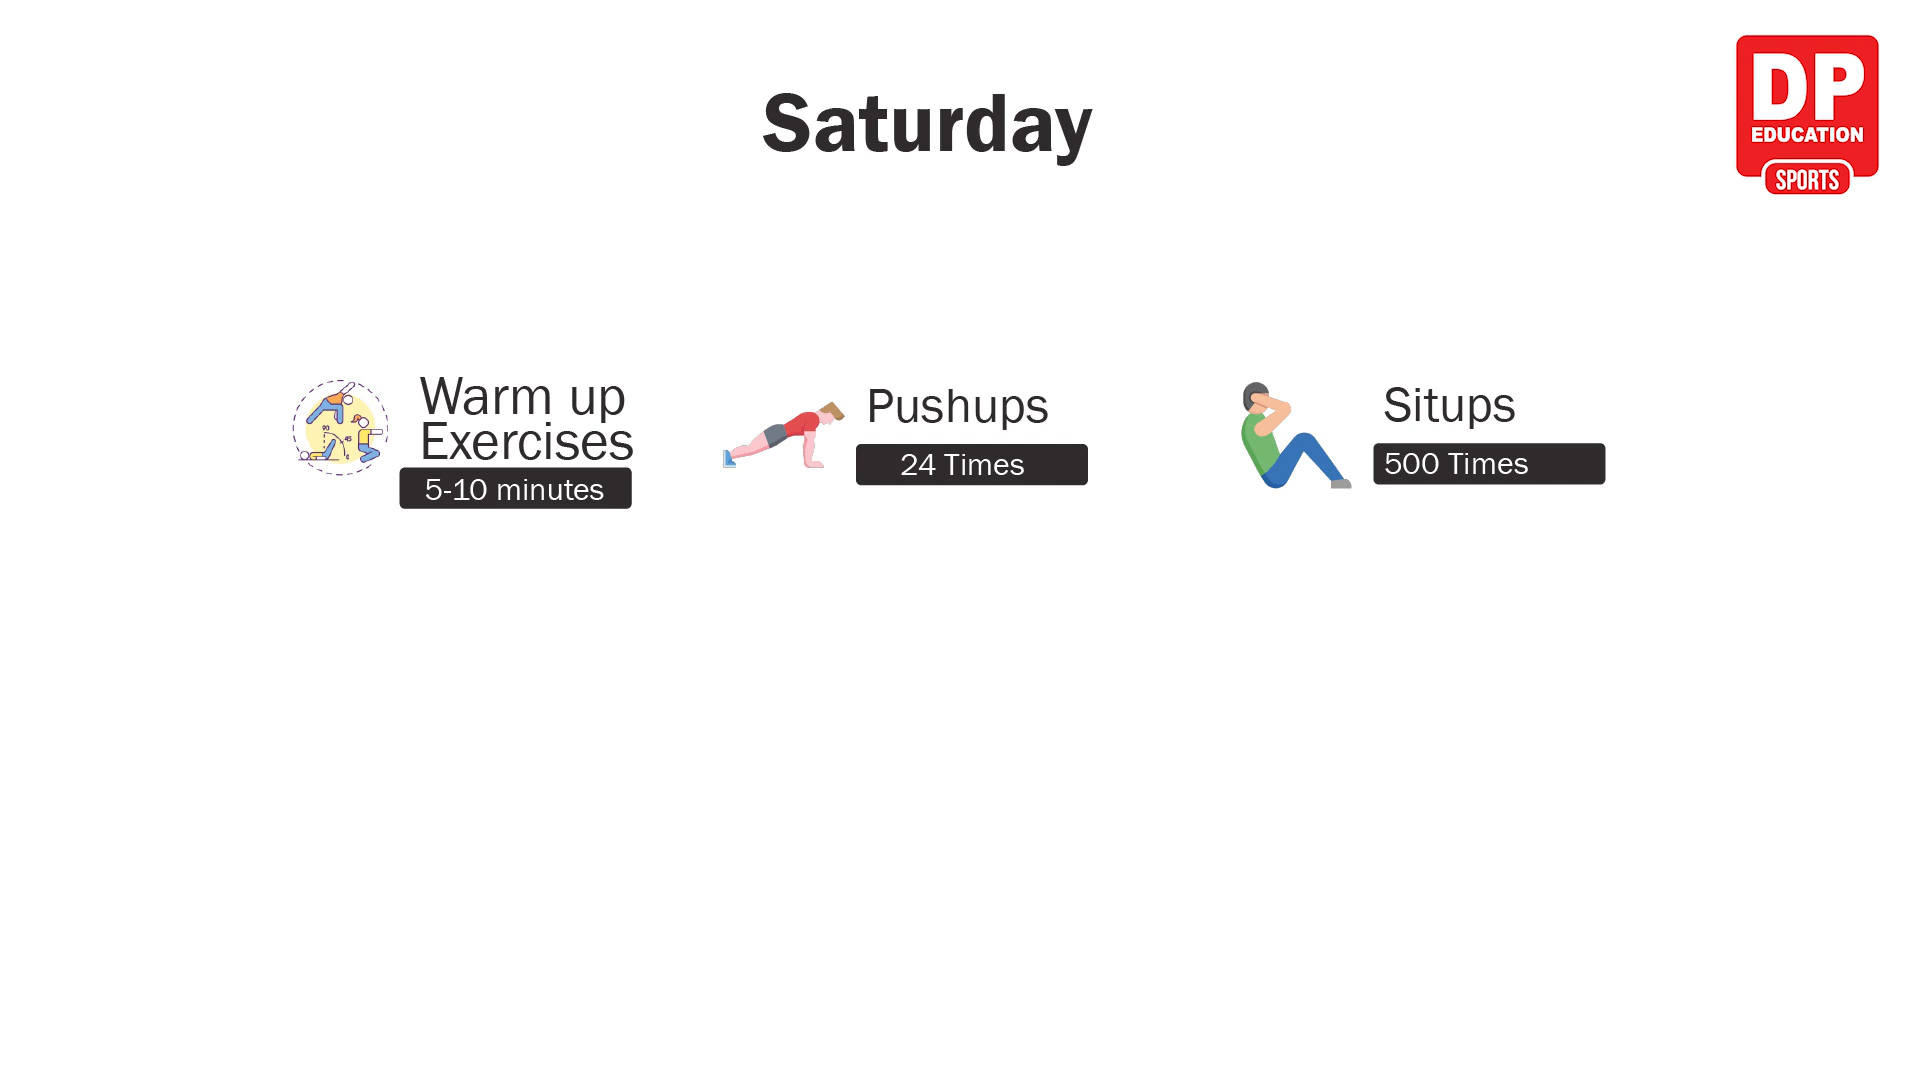 Saturday
DP
EDUCATION
SPORTS
Warm up
Exercises
5-10 minutes
Pushups
24 Times
Situps
500 Times